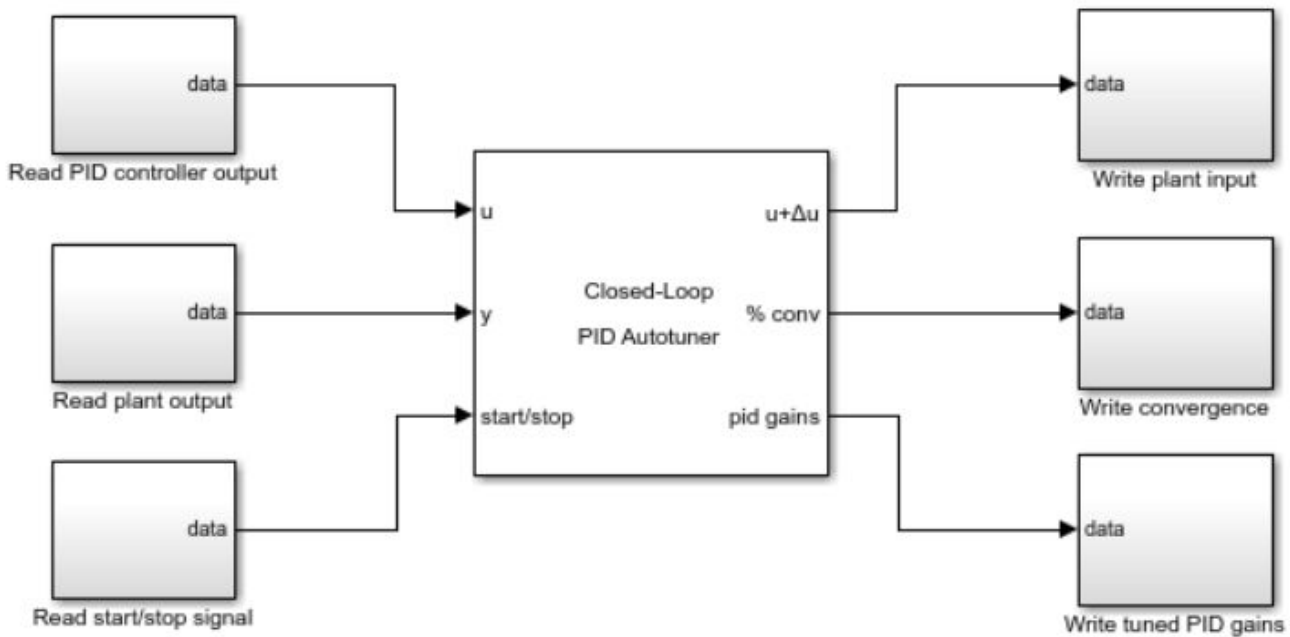 data
Read PID controller output
data
Read plant output
data
Read start/stop signal
u
y
start/stop
Closed-Loop
PID Autotuner
u+Δu
% conv
pid gains
data
Write plant input
data
Write convergence
data
Write tuned PID gains